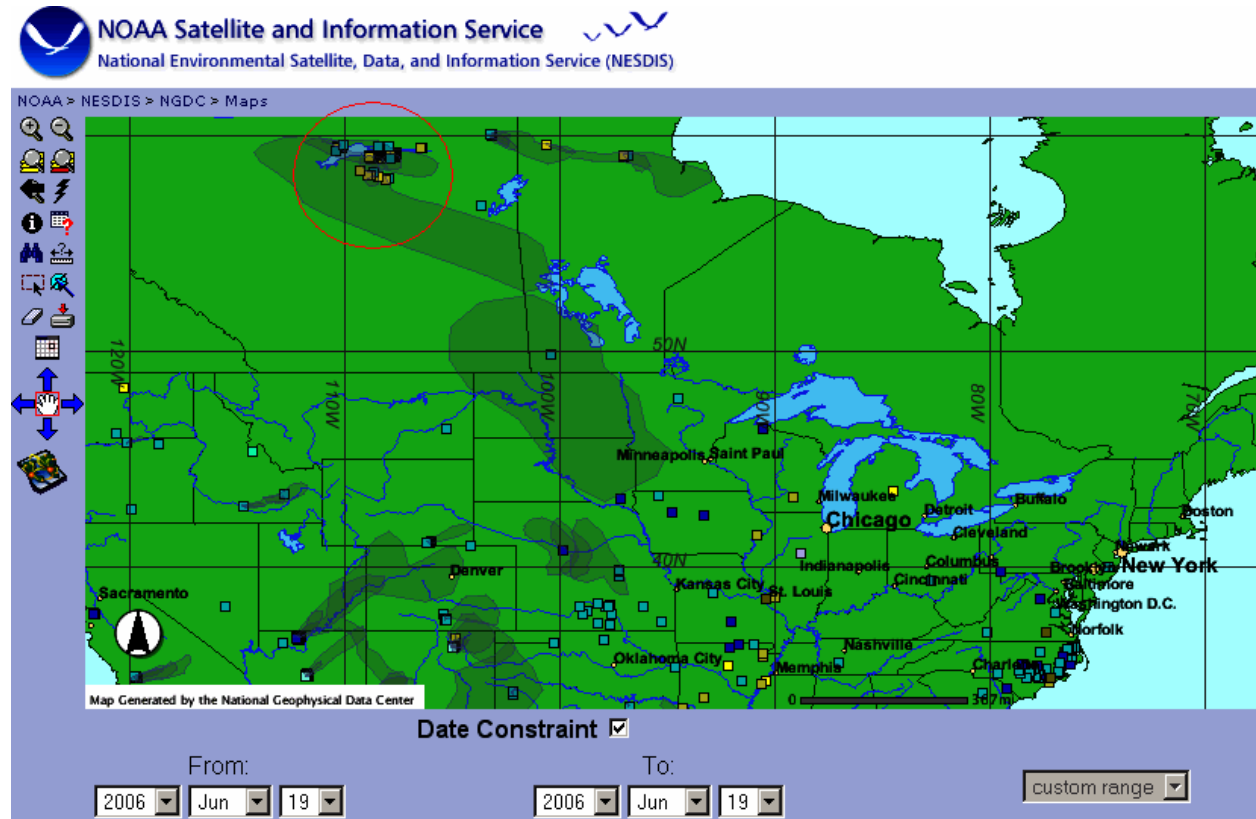 NOAA Satellite and Information Service
National Environmental Satellite, Data, and Information Service (NESDIS)
NOAA > NESDIS > NGDC > Maps
120W
110W
100W
50N
90W
80W
70W
Minneapolis
Saint Paul
Milwaukee
Chicago
Detroit
Buffalo
Boston
Cleveland
Newark
New York
40N
Denver
Kansas City
St. Louis
Indianapolis
Columbus
Cincinnati
Baltimore
Washington D.C.
Sacramento
Norfolk
Oklahoma City
Nashville
Memphis
Map Generated by the National Geophysical Data Center
0
367mi
Date Constraint
From:
To:
2006 Jun 19
2006 Jun 19
custom range